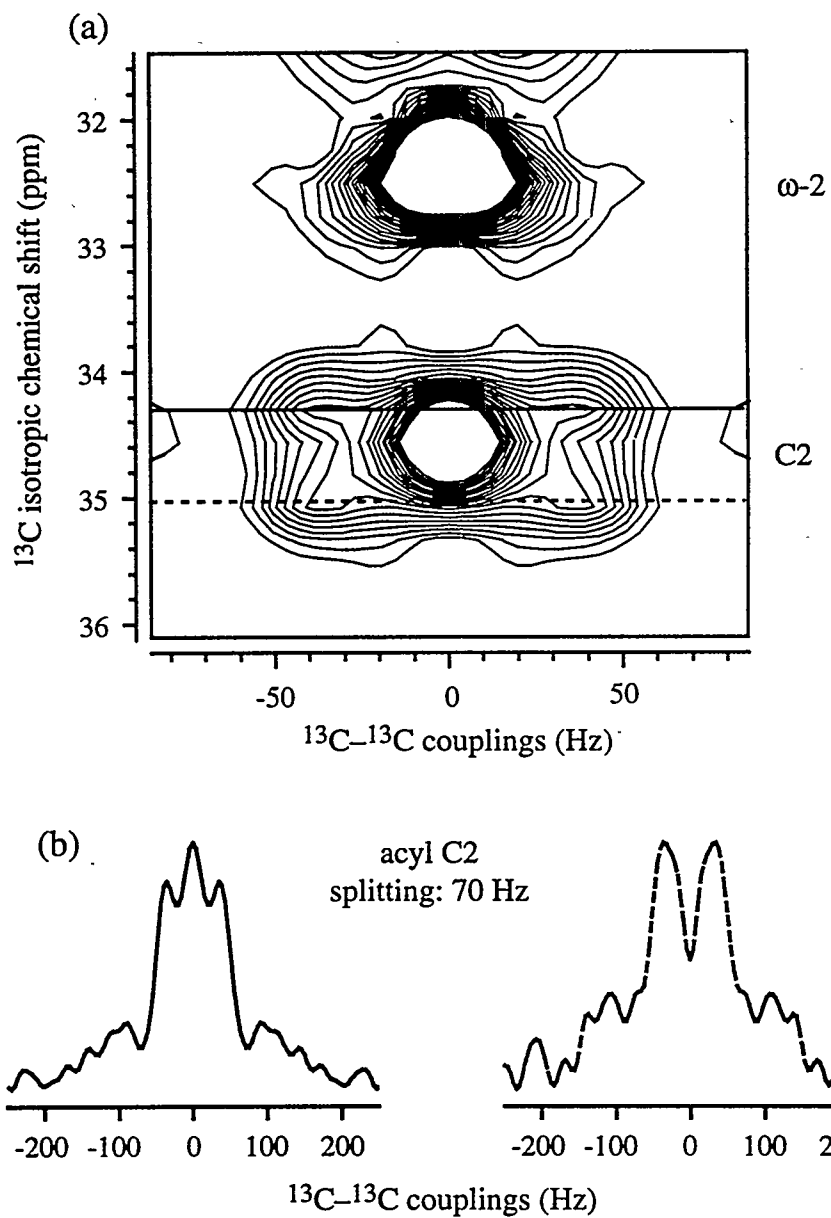 (a)
¹³C isotropic chemical shift (ppm)
32
33
34
35
36
ω-2
C2
-50 0 50
¹³C–¹³C couplings (Hz)
(b)
acyl C2
splitting: 70 Hz
-200 -100 0 100 200
-200 -100 0 100
¹³C–¹³C couplings (Hz)